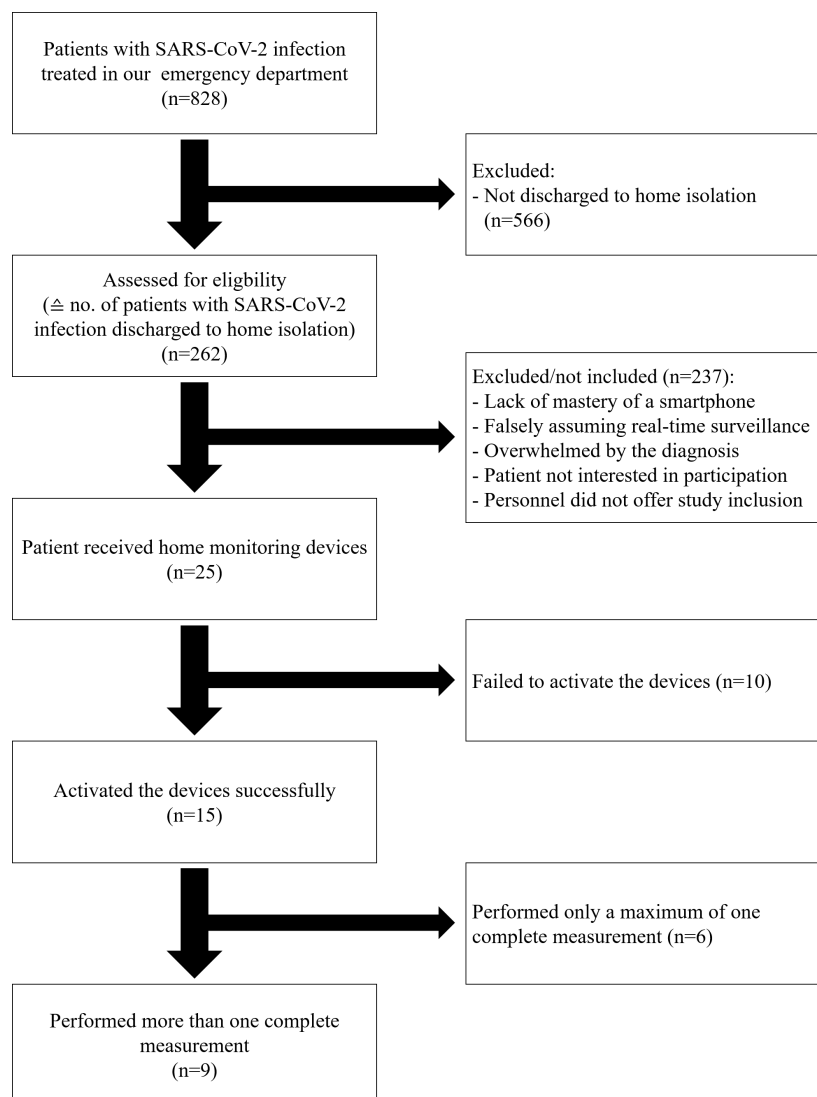 Patients with SARS-CoV-2 infection
treated in our emergency department
(n=828)
Excluded:
- Not discharged to home isolation
(n=566)
Assessed for eligbility
(≙ no. of patients with SARS-CoV-2
infection discharged to home isolation)
(n=262)
Excluded/not included (n=237):
- Lack of mastery of a smartphone
- Falsely assuming real-time surveillance
- Overwhelmed by the diagnosis
- Patient not interested in participation
- Personnel did not offer study inclusion
Patient received home monitoring devices
(n=25)
Failed to activate the devices (n=10)
Activated the devices successfully
(n=15)
Performed only a maximum of one
complete measurement (n=6)
Performed more than one complete
measurement
(n=9)